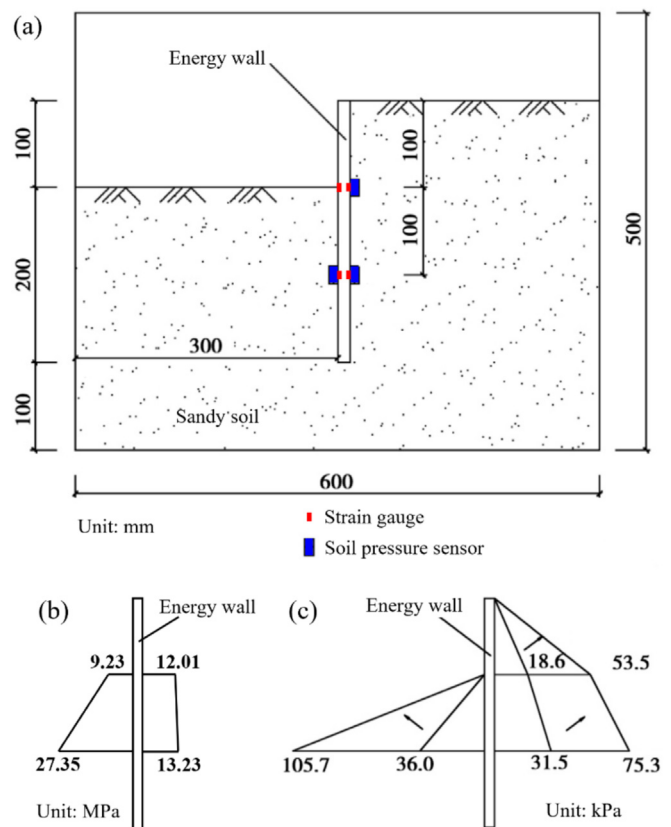 (a)
Energy wall
100
100
200
100
500
300
100
Sandy soil
600
Unit: mm
Strain gauge
Soil pressure sensor
(b)
Energy wall
9.23 12.01
27.35 13.23
Unit: MPa
(c)
Energy wall
18.6 53.5
105.7 36.0 31.5 75.3
Unit: kPa